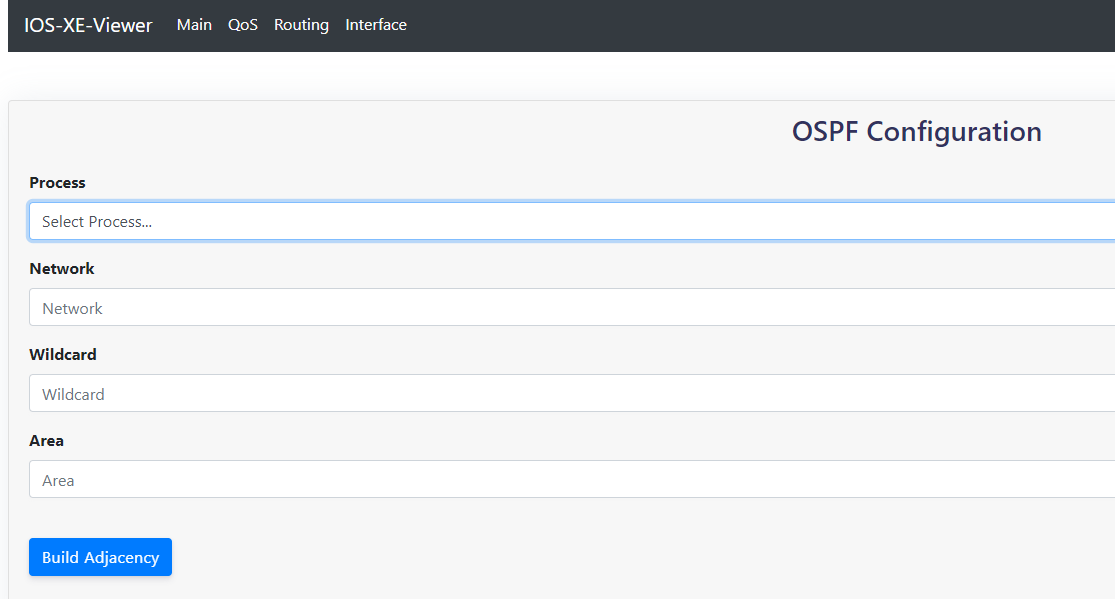 IOS-XE-Viewer Main QoS Routing Interface
OSPF Configuration
Process
Select Process...
Network
Network
Wildcard
Wildcard
Area
Area
Build Adjacency